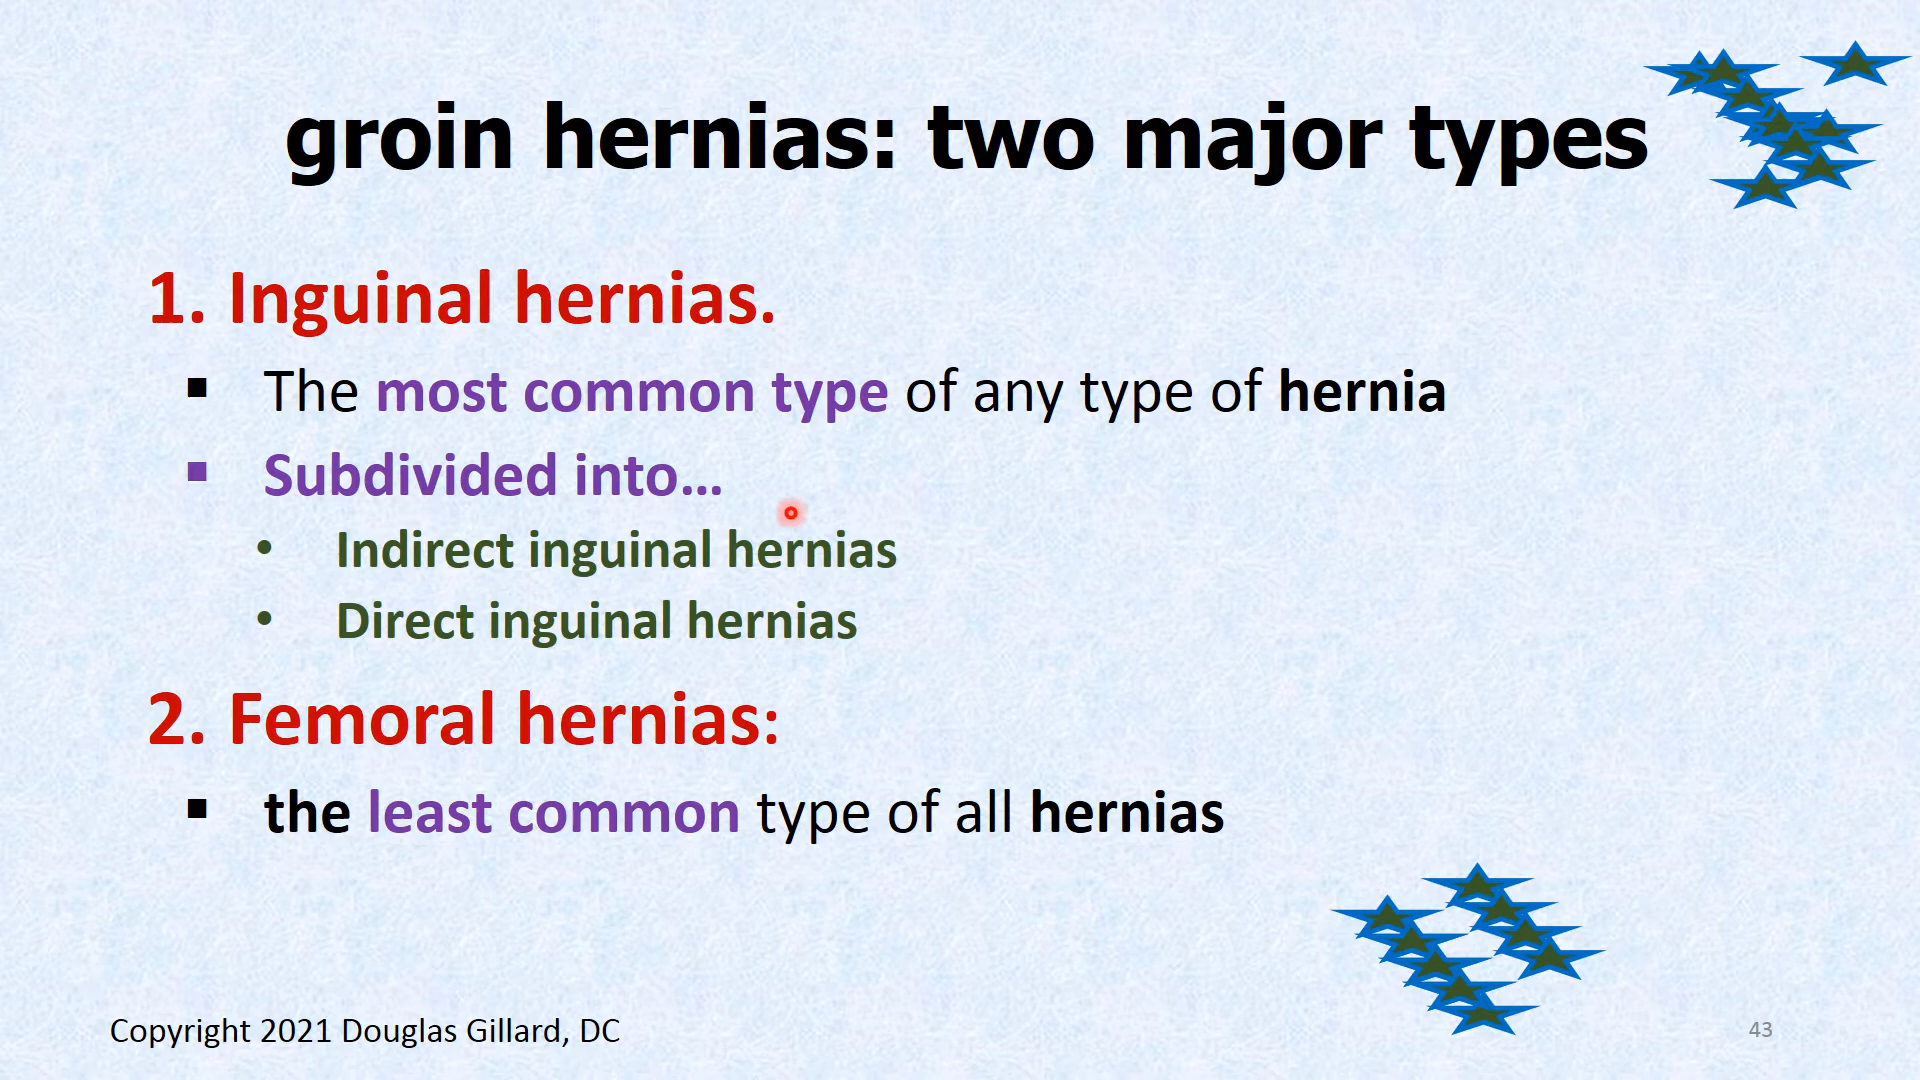 groin hernias: two major types
1. Inguinal hernias.
▪ The most common type of any type of hernia
▪ Subdivided into...
• Indirect inguinal hernias
• Direct inguinal hernias
2. Femoral hernias:
▪ the least common type of all hernias
Copyright 2021 Douglas Gillard, DC
43